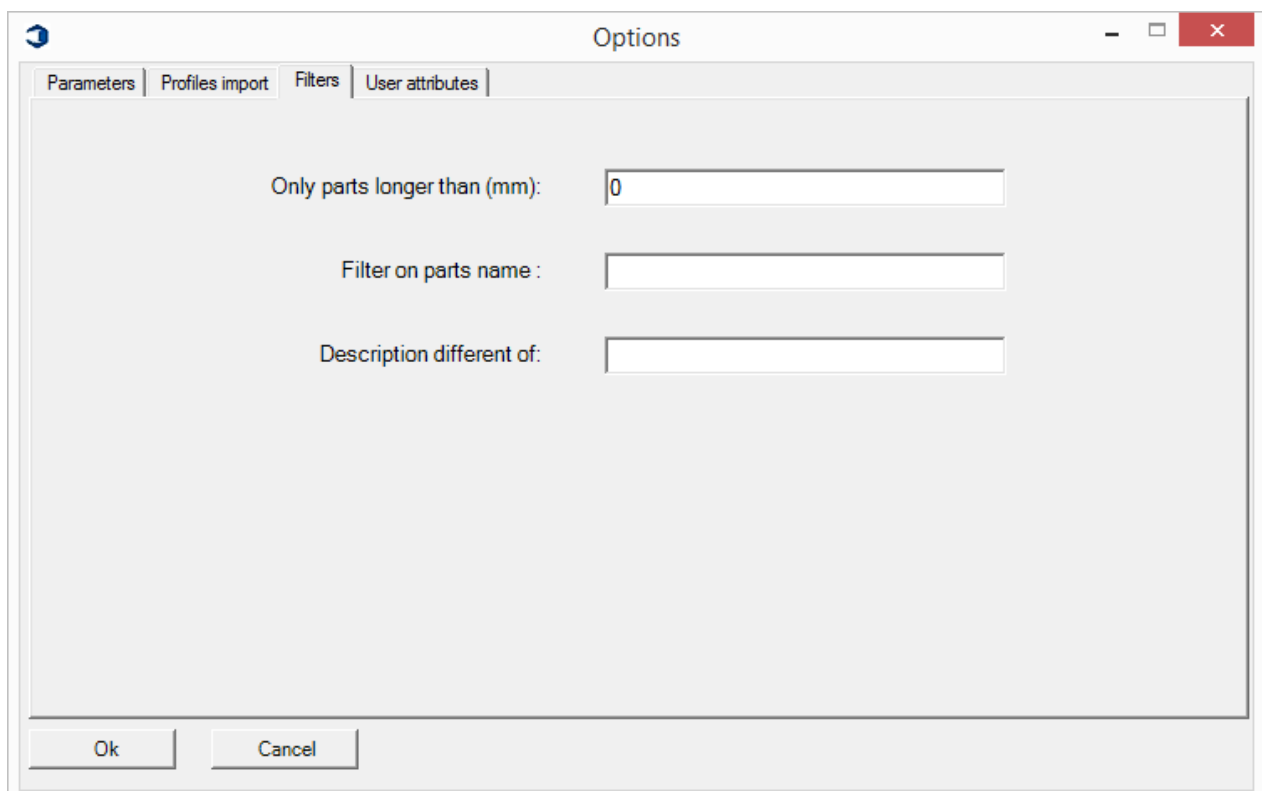 Options
Parameters Profiles import Filters User attributes
Only parts longer than (mm): 0
Filter on parts name :
Description different of:
Ok Cancel